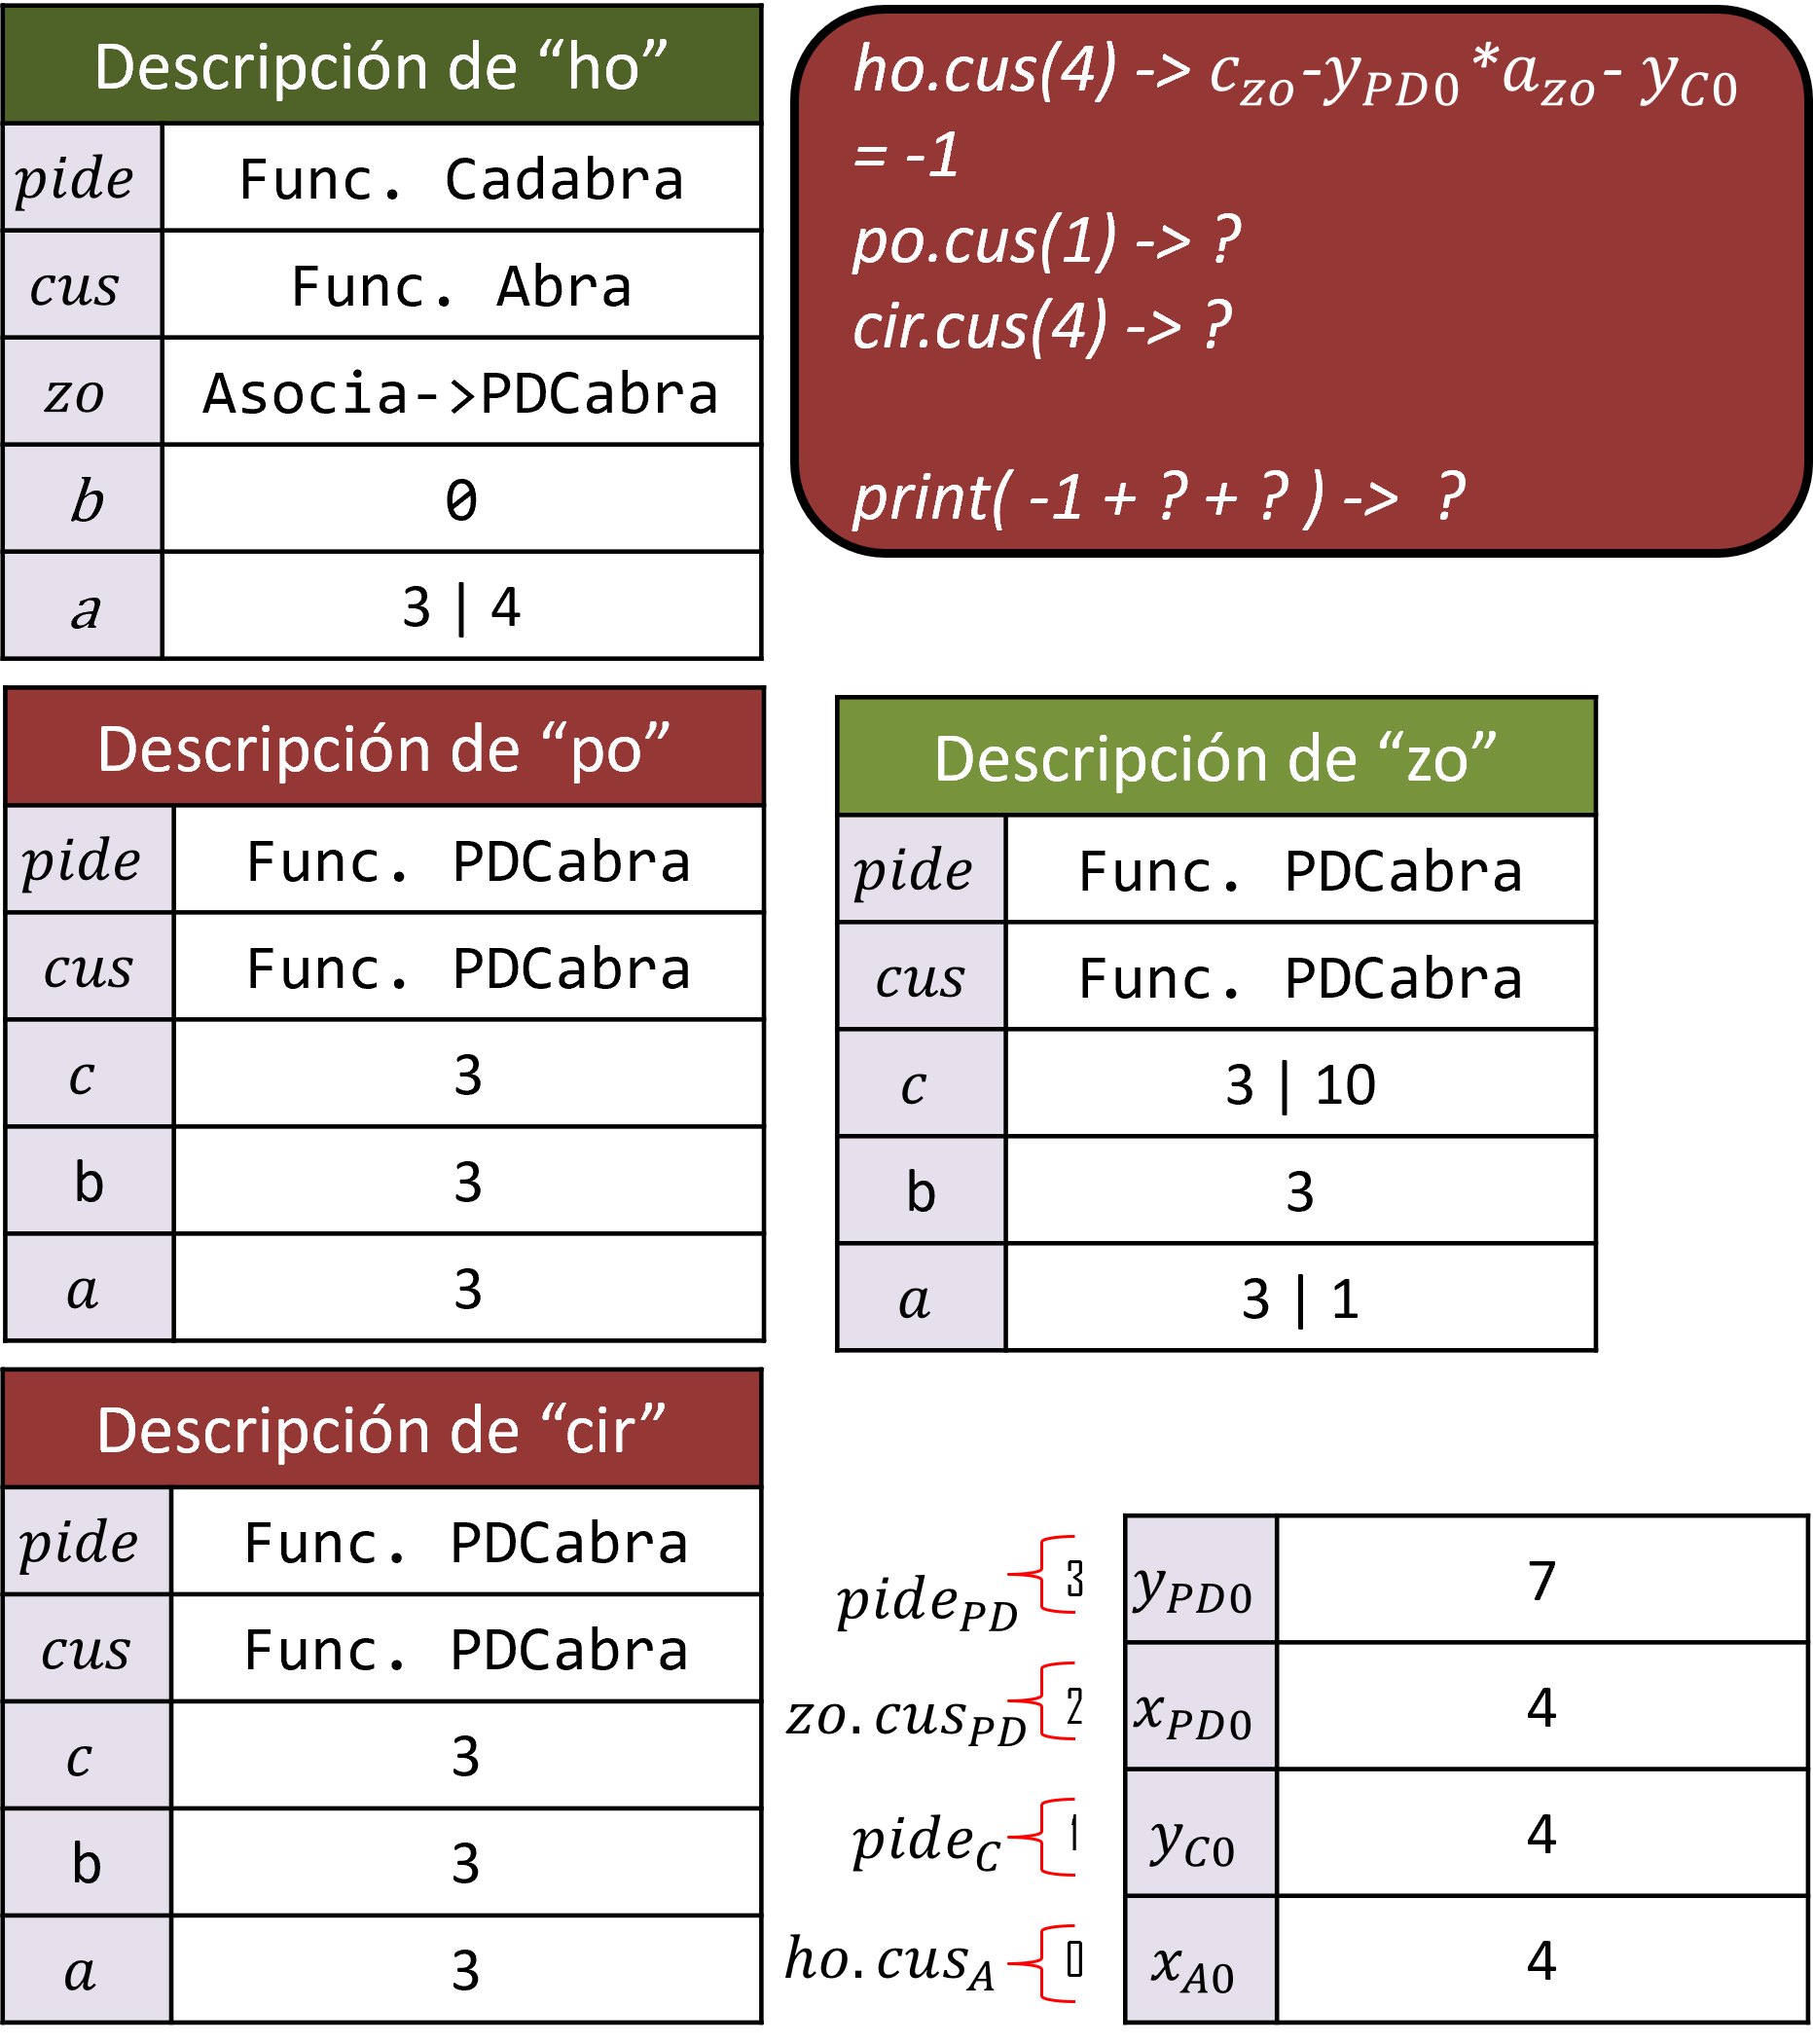 Descripción de “ho”
pide Func. Cadabra
cus Func. Abra
zo Asocia->PDCabra
b 0
a 3 | 4
ho.cus(4) -> c_{zo}-y_{PD0}*a_{zo}- y_{C0}
= -1
po.cus(1) -> ?
cir.cus(4) -> ?
print( -1 + ? + ? ) -> ?
Descripción de “po”
pide Func. PDCabra
cus Func. PDCabra
c 3
b 3
a 3
Descripción de “zo”
pide Func. PDCabra
cus Func. PDCabra
c 3 | 10
b 3
a 3 | 1
Descripción de “cir”
pide Func. PDCabra
cus Func. PDCabra
c 3
b 3
a 3
pide_{PD} 3 y_{PD0} 7
zo.cus_{PD} 2 x_{PD0} 4
pide_{C} 1 y_{C0} 4
ho.cus_{A} 0 x_{A0} 4